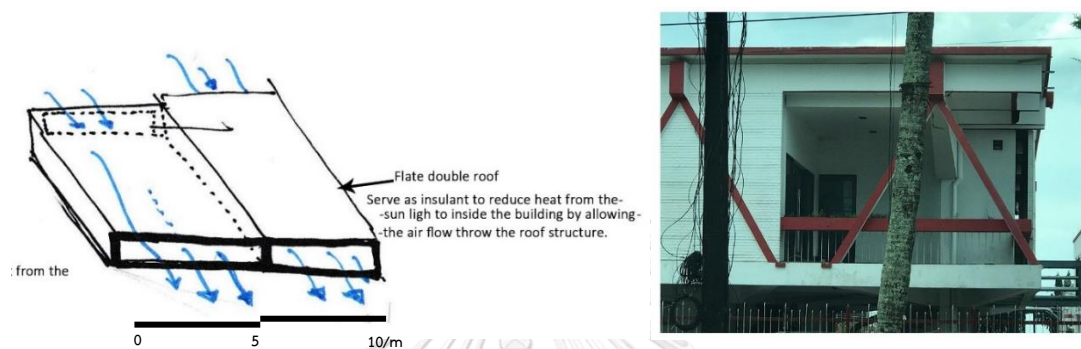 Flate double roof
Serve as insulant to reduce heat from the-
-sun ligh to inside the building by allowing-
-the air flow throw the roof structure.
: from the
0 5 10/m